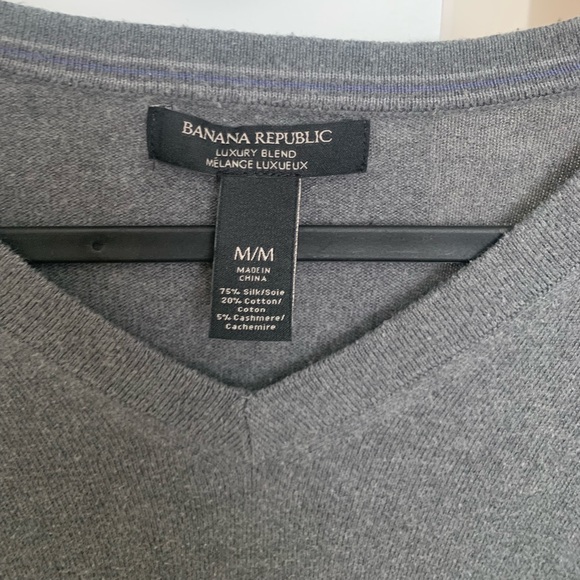 BANANA REPUBLIC
LUXURY BLEND
MÉLANGE LUXUEUX
M/M
MADE IN
CHINA
75% Silk/Soie
20% Cotton/
Coton
5% Cashmere/
Cachemire